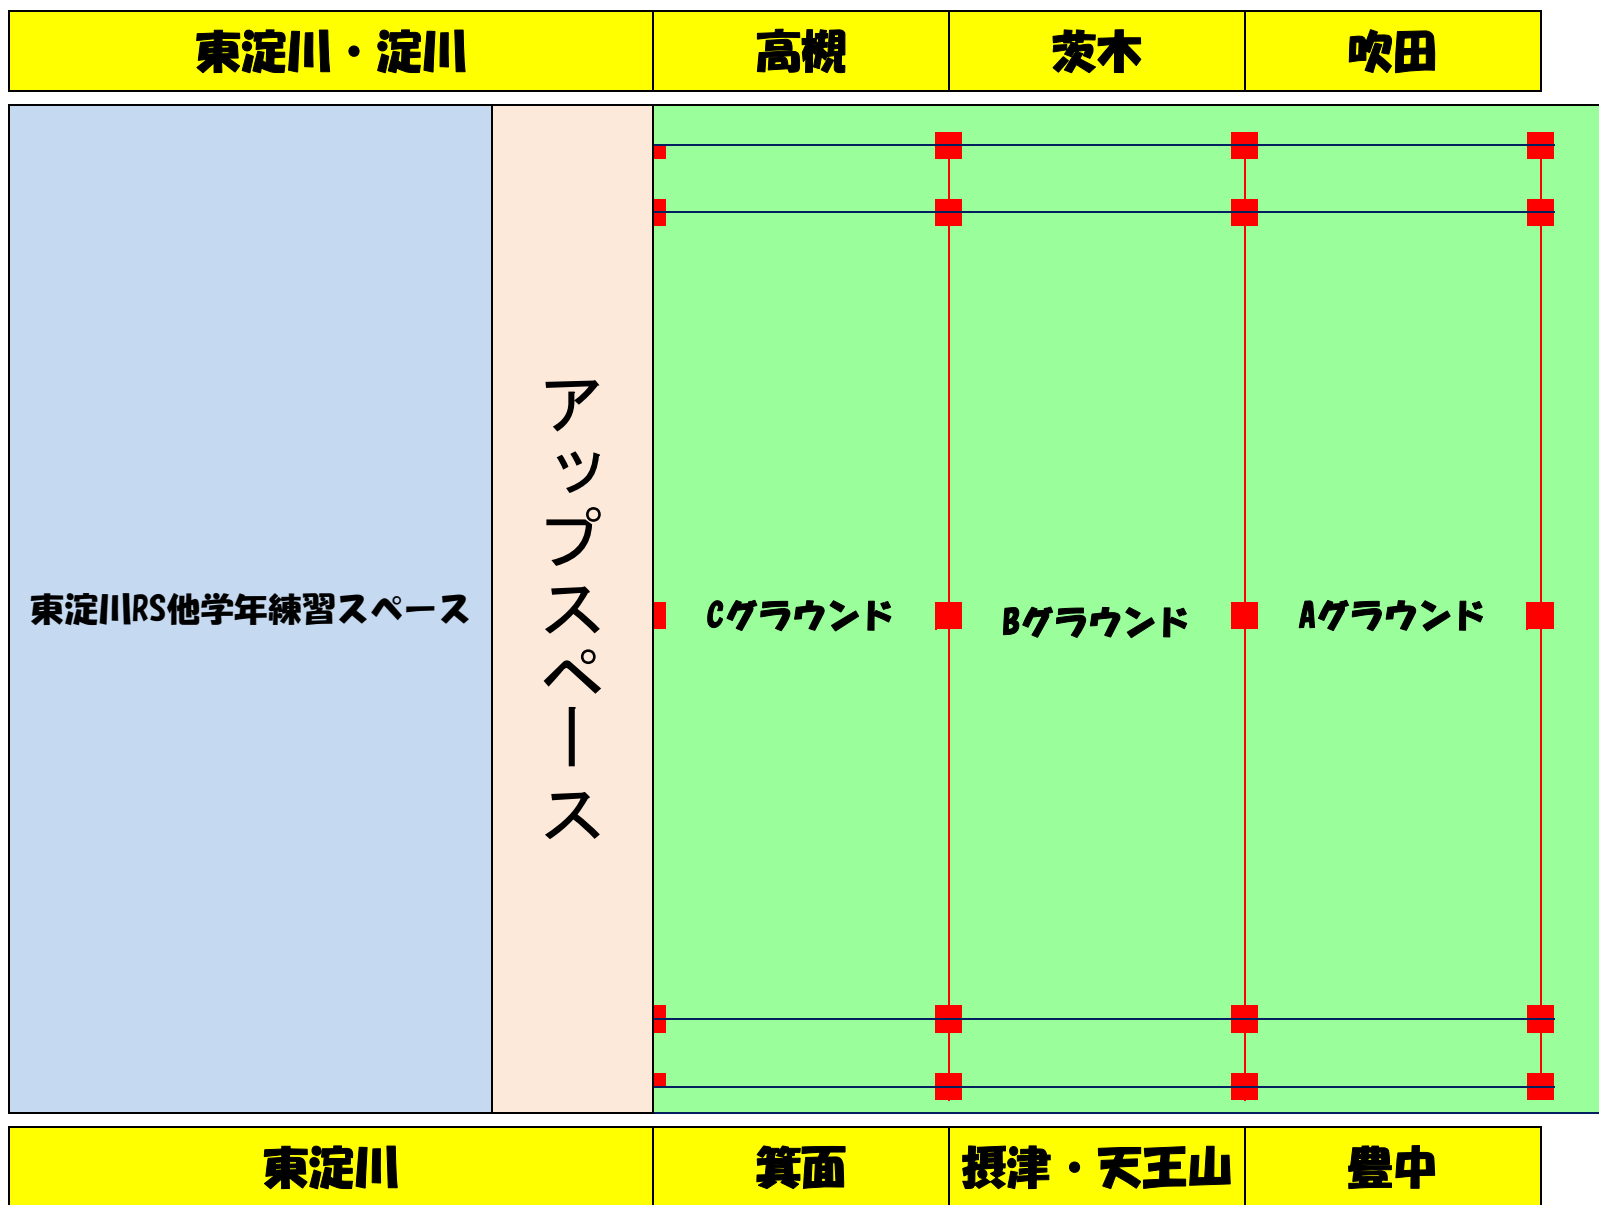 東淀川・淀川
高槻
茨木
吹田
東淀川RS他学年練習スペース
アップスペース
Cグラウンド
Bグラウンド
Aグラウンド
東淀川
箕面
摂津・天王山
豊中